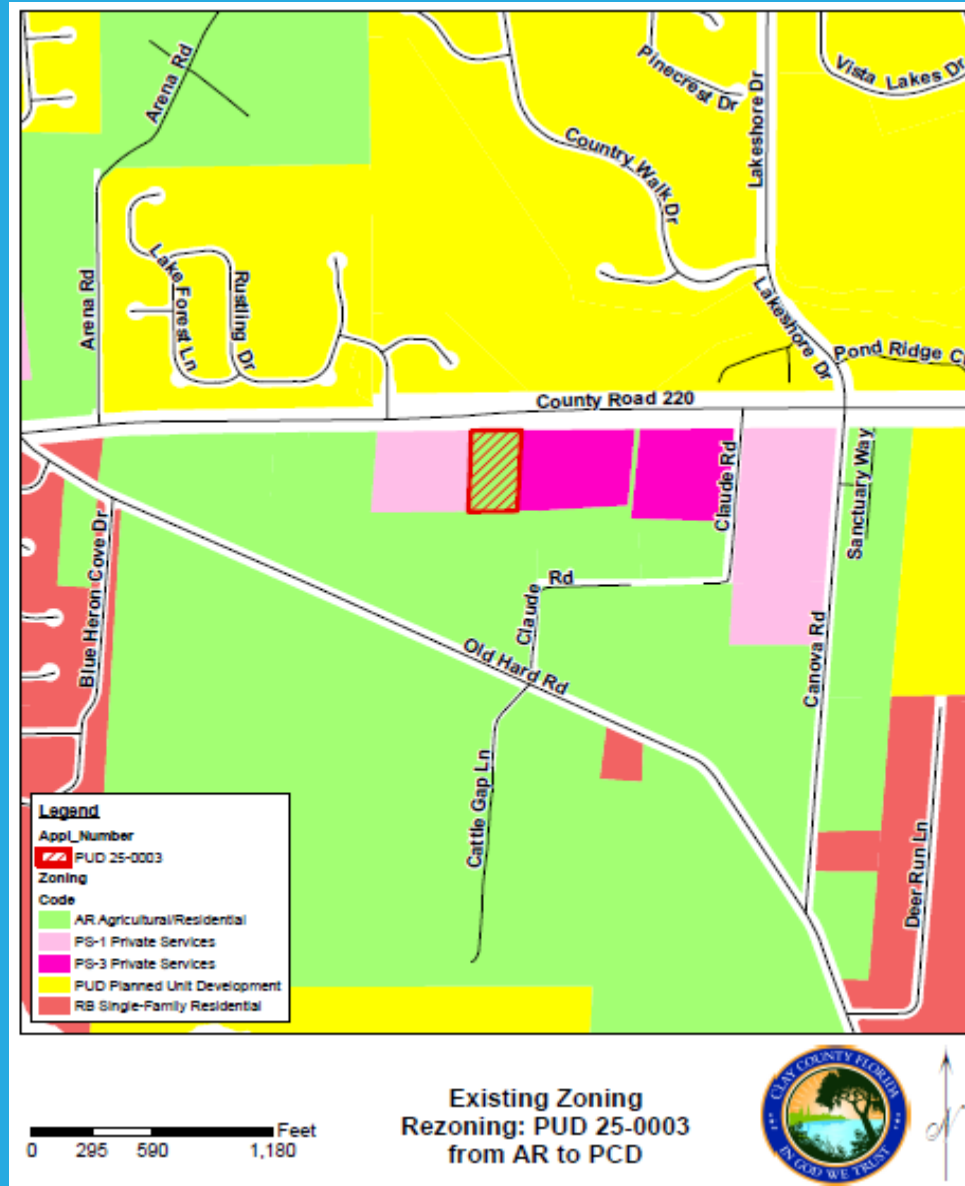 Arena Rd
Pinecrest Dr
Lakeshore Dr
Vista Lakes Dr
Country Walk Dr
Arena Rd
Lake Forest Ln
Rustling Dr
Lakeshore Dr
Pond Ridge C
County Road 220
Claude Rd
Sanctuary Way
Blue Heron Cove Dr
Claude Rd
Old Hard Rd
Canova Rd
Cattle Gap Ln
Deer Run Ln
Legend
Appl_Number
PUD 25-0003
Zoning
Code
AR Agricultural/Residential
PS-1 Private Services
PS-3 Private Services
PUD Planned Unit Development
RB Single-Family Residential
Feet
0 295 590 1,180
Existing Zoning
Rezoning: PUD 25-0003
from AR to PCD
CLAY COUNTY FLORIDA
IN GOD WE TRUST
N